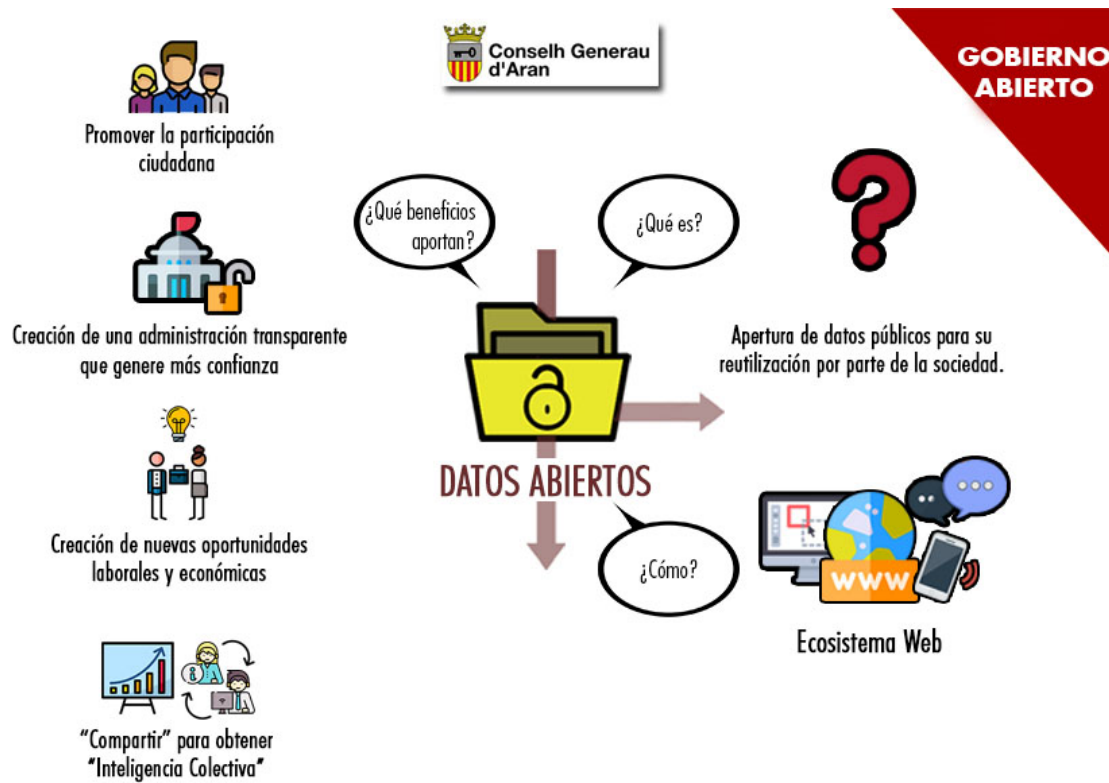 Conselh Generau
d'Aran
GOBIERNO
ABIERTO
Promover la participación
ciudadana
Creación de una administración transparente
que genere más confianza
Creación de nuevas oportunidades
laborales y económicas
“Compartir” para obtener
“Inteligencia Colectiva”
¿Qué beneficios
aportan?
¿Qué es?
DATOS ABIERTOS
¿Cómo?
Apertura de datos públicos para su
reutilización por parte de la sociedad.
www
Ecosistema Web